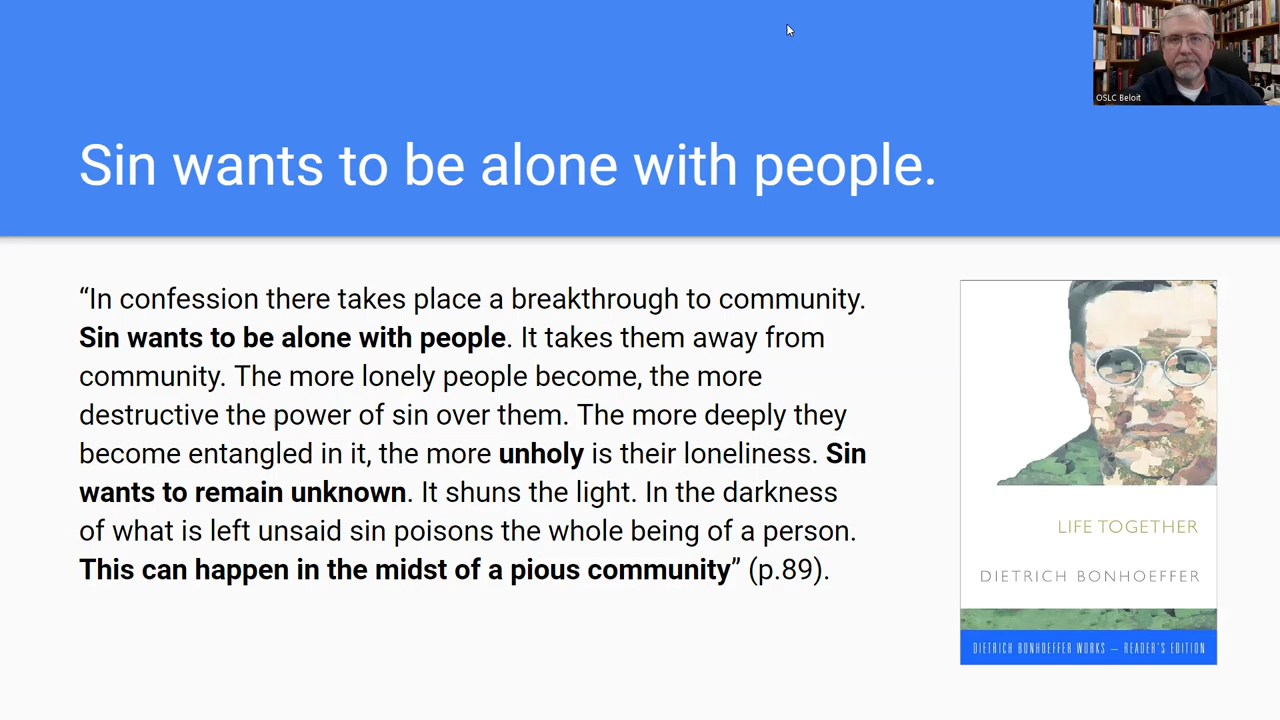 OSLC Beloit
Sin wants to be alone with people.
“In confession there takes place a breakthrough to community.
Sin wants to be alone with people. It takes them away from
community. The more lonely people become, the more
destructive the power of sin over them. The more deeply they
become entangled in it, the more unholy is their loneliness. Sin
wants to remain unknown. It shuns the light. In the darkness
of what is left unsaid sin poisons the whole being of a person.
This can happen in the midst of a pious community” (p.89).
LIFE TOGETHER
DIETRICH BONHOEFFER
DIETRICH BONHOEFFER WORKS — READER'S EDITION